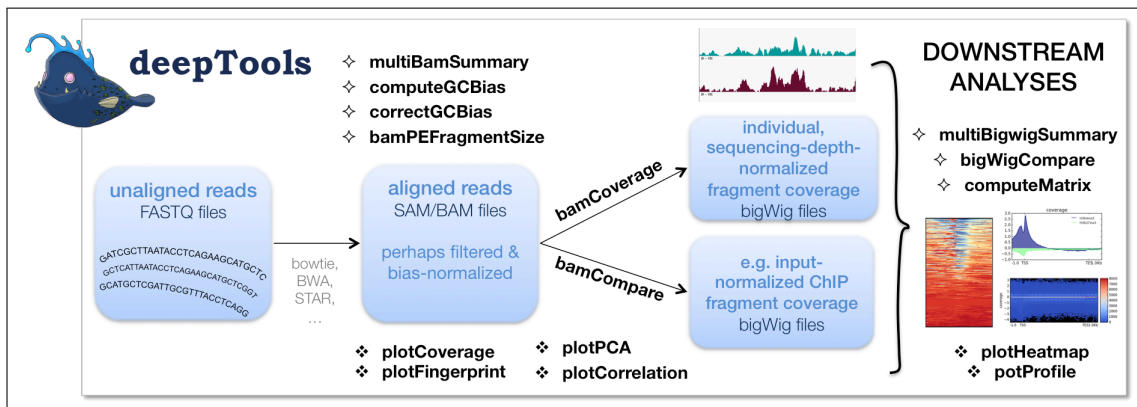 deepTools
✧ multiBamSummary
✧ computeGCBias
✧ correctGCBias
✧ bamPEFragmentSize
DOWNSTREAM
ANALYSES
✧ multiBigwigSummary
✧ bigWigCompare
✧ computeMatrix
unaligned reads
FASTQ files
GATCGCTTAATACCTCAGAAGCATGCTC
GCTCATTAATACCTCAGAAGCATGCTCGGT
GCATGCTCGATTGCGTTTACCTCAGG
bowtie,
BWA,
STAR,
...
aligned reads
SAM/BAM files
perhaps filtered &
bias-normalized
bamCoverage
bamCompare
individual,
sequencing-depth-
normalized
fragment coverage
bigWig files
e.g. input-
normalized ChIP
fragment coverage
bigWig files
coverage
❖ plotCoverage
❖ plotFingerprint
❖ plotPCA
❖ plotCorrelation
❖ plotHeatmap
❖ potProfile